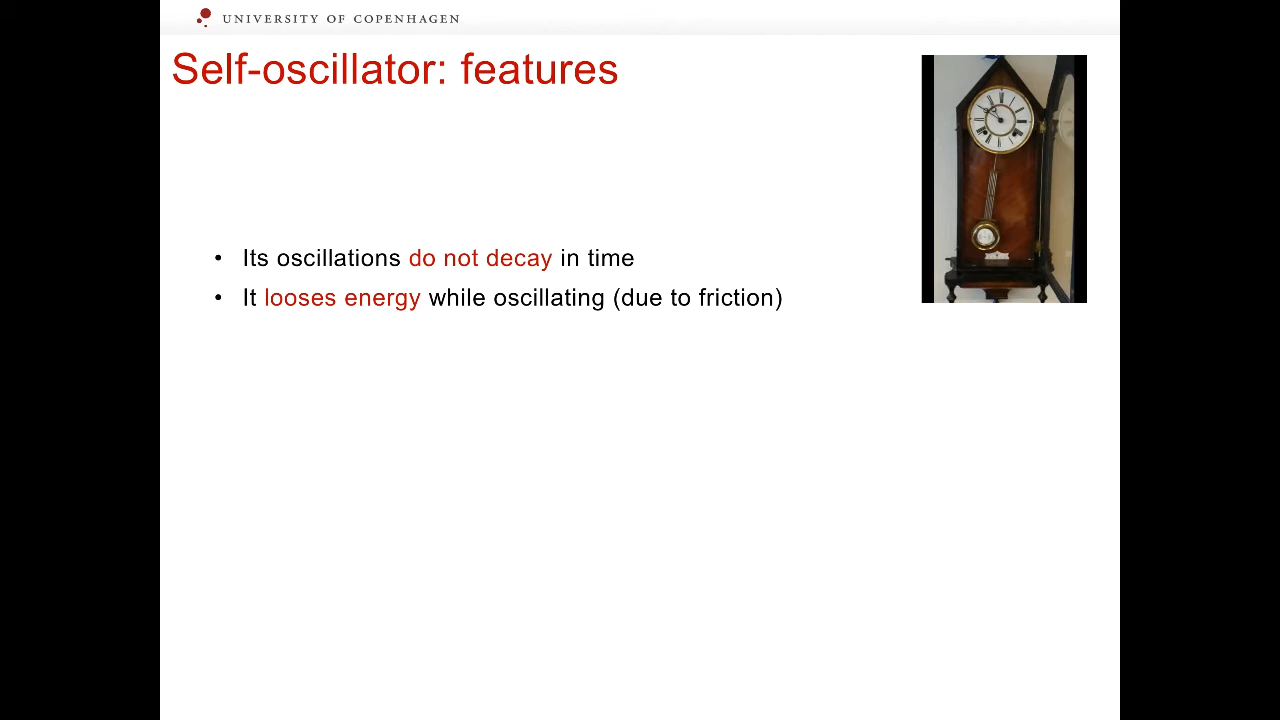 UNIVERSITY OF COPENHAGEN
Self-oscillator: features
• Its oscillations do not decay in time
• It looses energy while oscillating (due to friction)